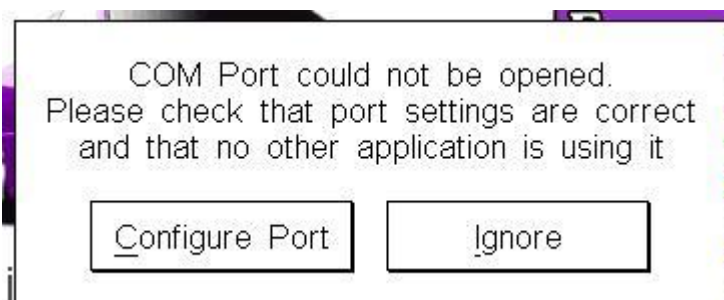 COM Port could not be opened.
Please check that port settings are correct
and that no other application is using it
Configure Port
Ignore